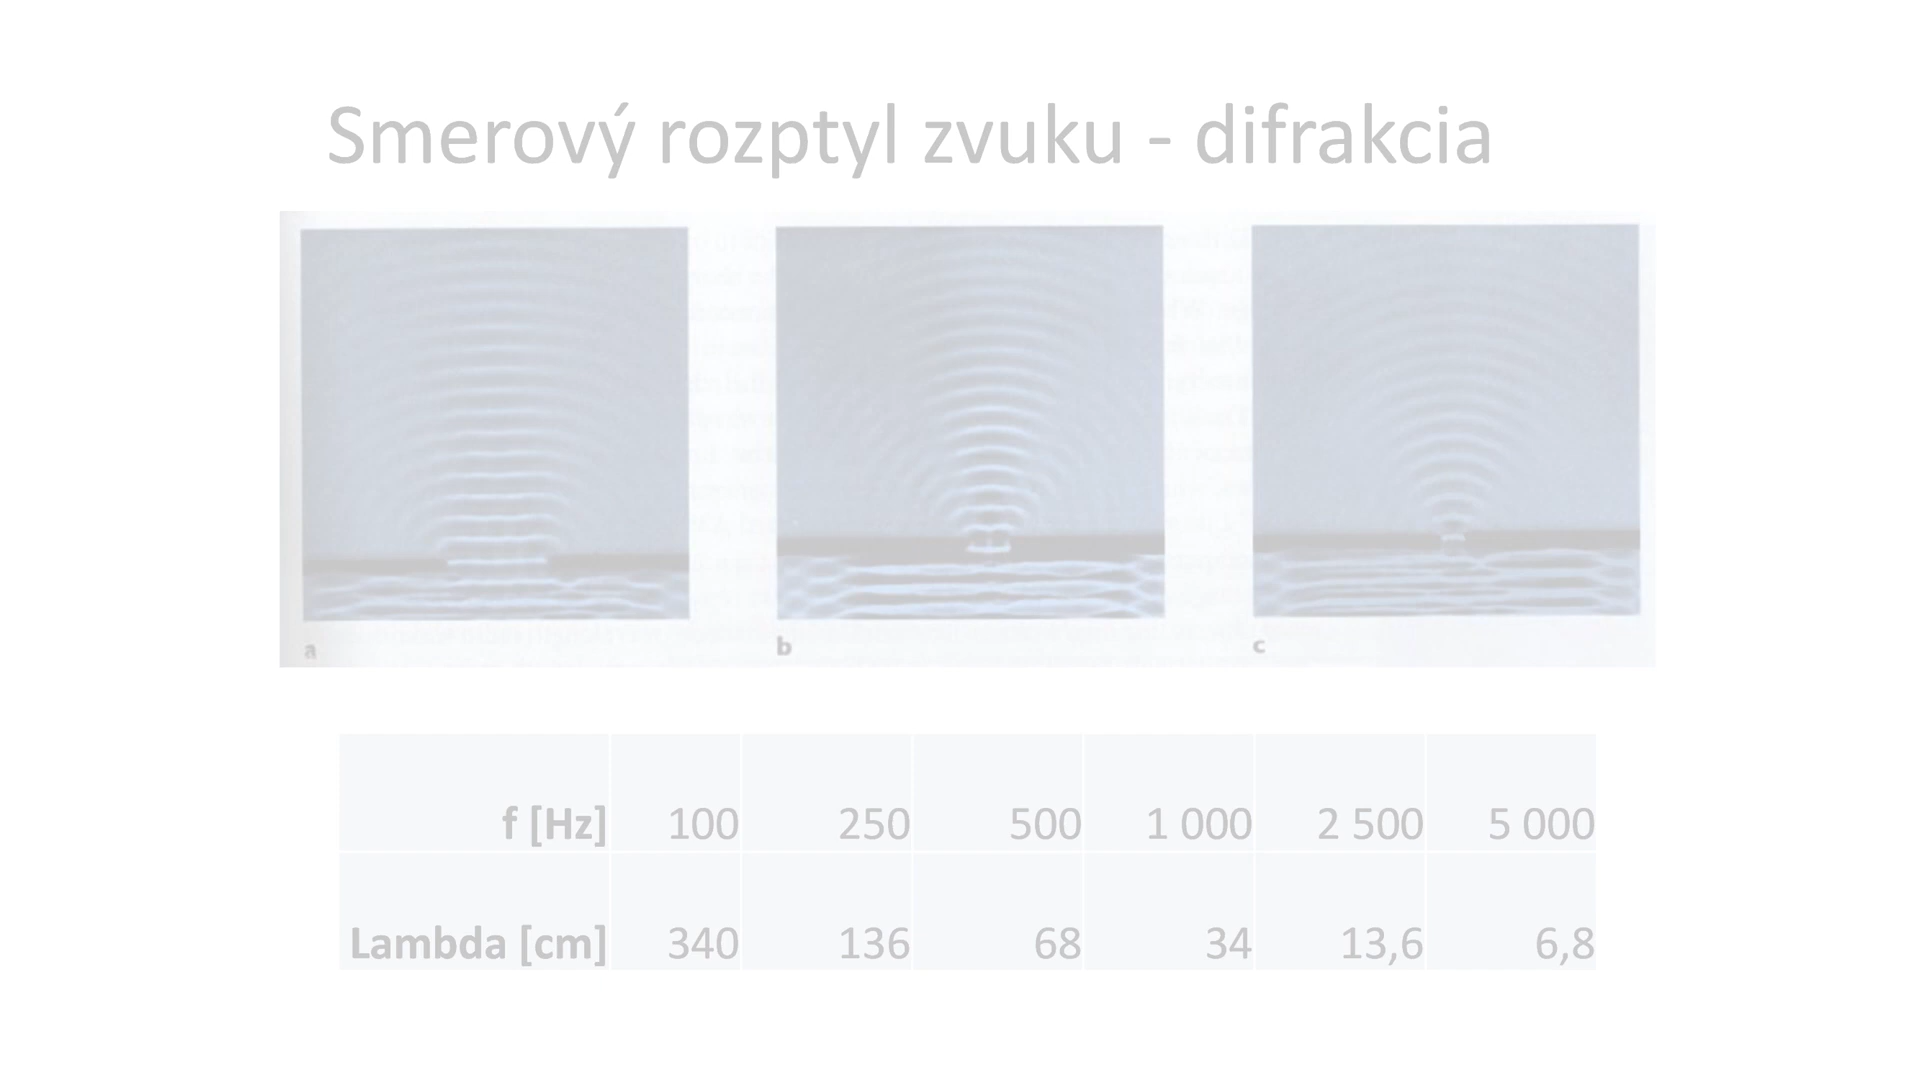 Smerový rozptyl zvuku - difrakcia
a
b
c
f [Hz] 100 250 500 1 000 2 500 5 000
Lambda [cm] 340 136 68 34 13,6 6,8